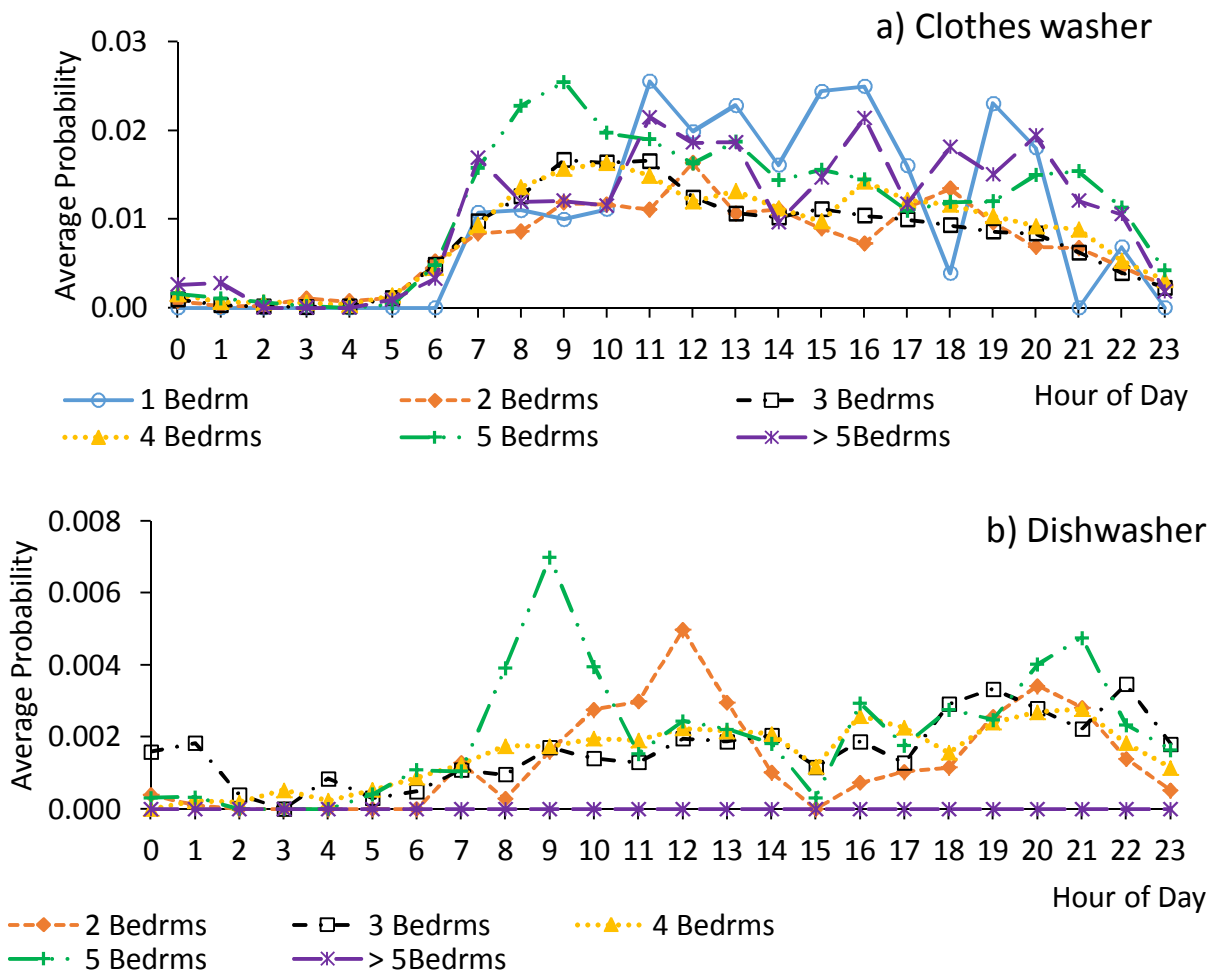 a) Clothes washer
Average Probability
0.03
0.02
0.01
0.00
0 1 2 3 4 5 6 7 8 9 10 11 12 13 14 15 16 17 18 19 20 21 22 23
Hour of Day
1 Bedrm 2 Bedrms 3 Bedrms
4 Bedrms 5 Bedrms > 5Bedrms
b) Dishwasher
Average Probability
0.008
0.006
0.004
0.002
0.000
0 1 2 3 4 5 6 7 8 9 10 11 12 13 14 15 16 17 18 19 20 21 22 23
Hour of Day
2 Bedrms 3 Bedrms 4 Bedrms
5 Bedrms > 5Bedrms